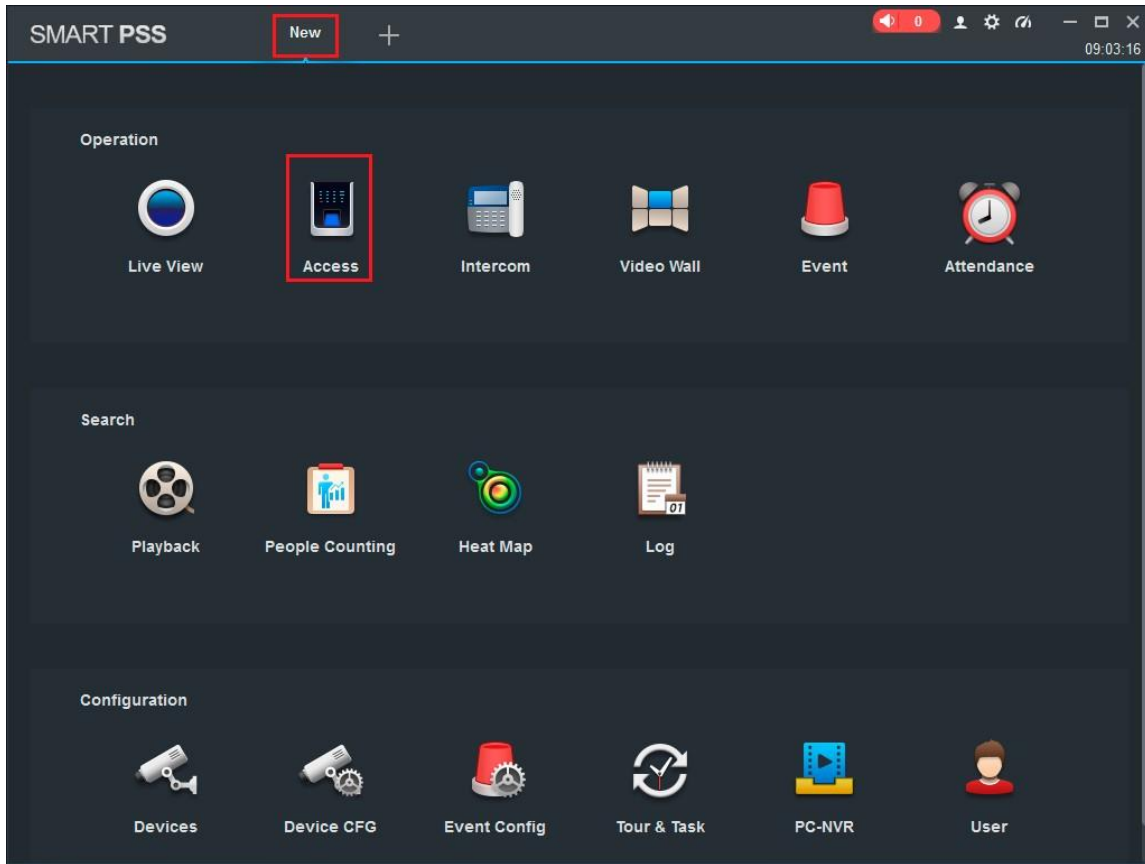 SMART PSS New + 0
09:03:16
Operation
Live View Access Intercom Video Wall Event Attendance
Search
01
Playback People Counting Heat Map Log
Configuration
Devices Device CFG Event Config Tour & Task PC-NVR User